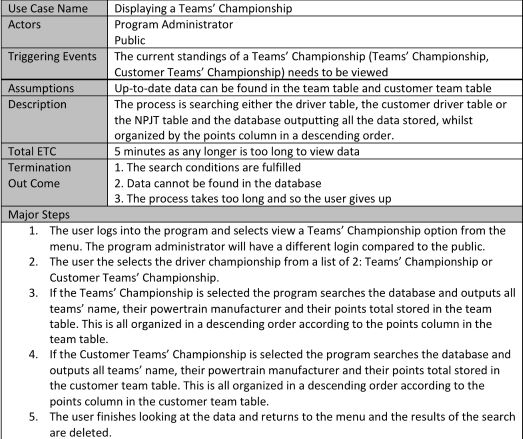 Use Case Name Displaying a Teams' Championship
Actors Program Administrator
Public
Triggering Events The current standings of a Teams' Championship (Teams' Championship,
Customer Teams' Championship) needs to be viewed
Assumptions Up-to-date data can be found in the team table and customer team table
Description The process is searching either the driver table, the customer driver table or
the NPJT table and the database outputting all the data stored, whilst
organized by the points column in a descending order.
Total ETC 5 minutes as any longer is too long to view data
Termination 1. The search conditions are fulfilled
Out Come 2. Data cannot be found in the database
3. The process takes too long and so the user gives up
Major Steps
1. The user logs into the program and selects view a Teams' Championship option from the
menu. The program administrator will have a different login compared to the public.
2. The user the selects the driver championship from a list of 2: Teams' Championship or
Customer Teams' Championship.
3. If the Teams' Championship is selected the program searches the database and outputs all
teams' name, their powertrain manufacturer and their points total stored in the team
table. This is all organized in a descending order according to the points column in the
team table.
4. If the Customer Teams' Championship is selected the program searches the database and
outputs all teams' name, their powertrain manufacturer and their points total stored in
the customer team table. This is all organized in a descending order according to the
points column in the customer team table.
5. The user finishes looking at the data and returns to the menu and the results of the search
are deleted.